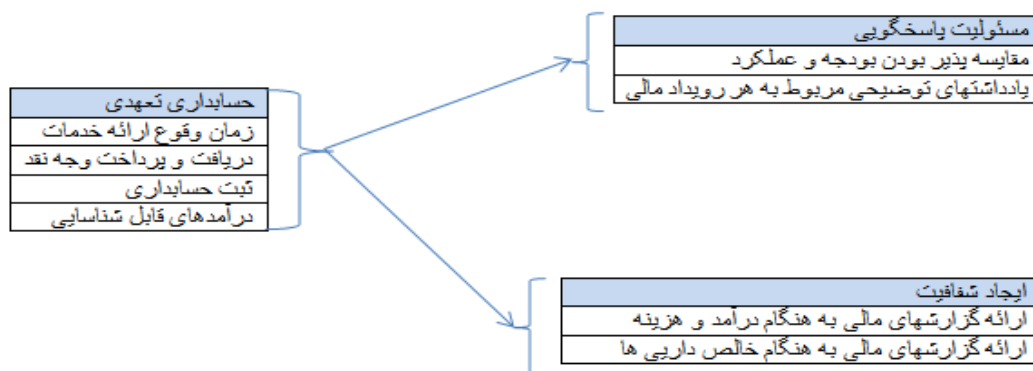 مسئولیت پاسخگویی
مقایسه پذیر بودن بودجه و عملکرد
یادداشتهای توضیحی مربوط به هر رویداد مالی
حسابداری تعهدی
زمان وقوع ارائه خدمات
دریافت و پرداخت وجه نقد
ثبت حسابداری
درآمدهای قابل شناسایی
ایجاد شفافیت
ارائه گزارشهای مالی به هنگام درآمد و هزینه
ارائه گزارشهای مالی به هنگام خالص داریی ها